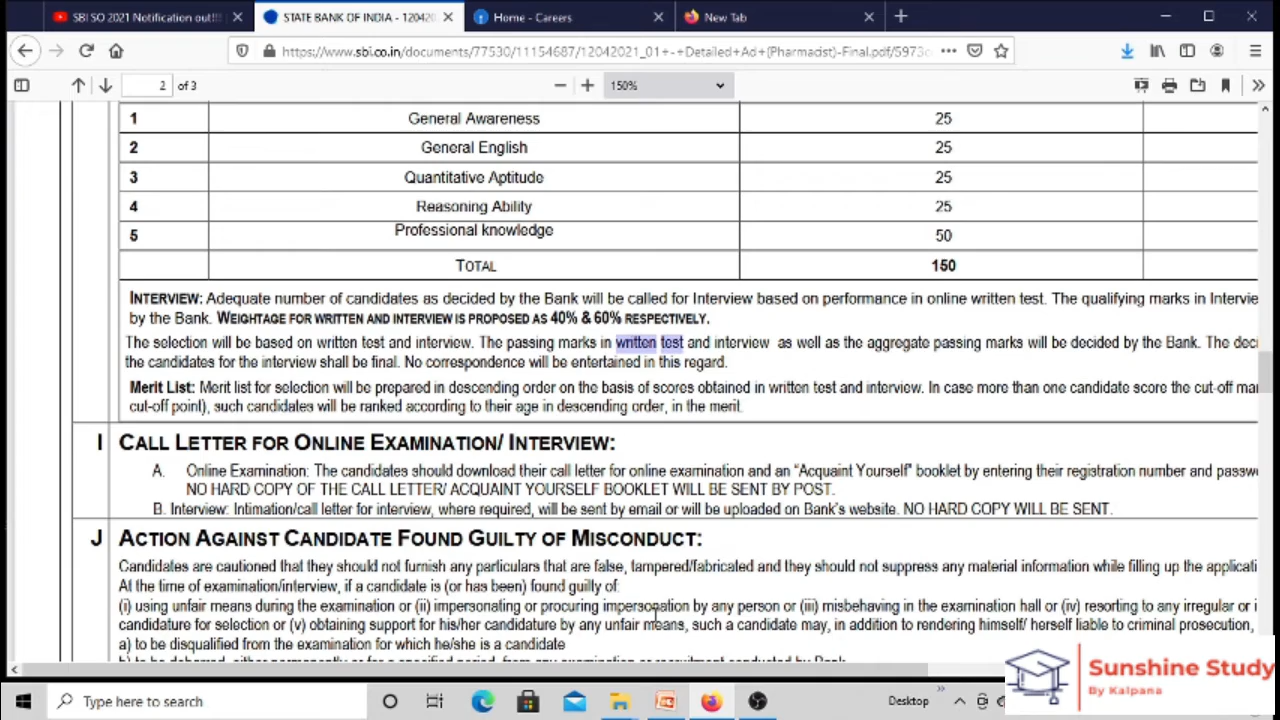 SBI SO 2021 Notification out!!!
STATE BANK OF INDIA - 120420
Home - Careers
New Tab
https://www.sbi.co.in/documents/77530/11154687/12042021_01+-+Detailed+Ad+(Pharmacist)-Final.pdf/5973
2 of 3
150%
1 General Awareness 25
2 General English 25
3 Quantitative Aptitude 25
4 Reasoning Ability 25
5 Professional knowledge 50
TOTAL 150
INTERVIEW: Adequate number of candidates as decided by the Bank will be called for Interview based on performance in online written test. The qualifying marks in Intervie
by the Bank. WEIGHTAGE FOR WRITTEN AND INTERVIEW IS PROPOSED AS 40% & 60% RESPECTIVELY.
The selection will be based on written test and interview. The passing marks in written test and interview as well as the aggregate passing marks will be decided by the Bank. The deci
the candidates for the interview shall be final. No correspondence will be entertained in this regard.
Merit List: Merit list for selection will be prepared in descending order on the basis of scores obtained in written test and interview. In case more than one candidate score the cut-off mar
cut-off point), such candidates will be ranked according to their age in descending order, in the merit.
I CALL LETTER FOR ONLINE EXAMINATION/ INTERVIEW:
A. Online Examination: The candidates should download their call letter for online examination and an “Acquaint Yourself” booklet by entering their registration number and passw
NO HARD COPY OF THE CALL LETTER/ ACQUAINT YOURSELF BOOKLET WILL BE SENT BY POST.
B. Interview: Intimation/call letter for interview, where required, will be sent by email or will be uploaded on Bank's website. NO HARD COPY WILL BE SENT.
J ACTION AGAINST CANDIDATE FOUND GUILTY OF MISCONDUCT:
Candidates are cautioned that they should not furnish any particulars that are false, tampered/fabricated and they should not suppress any material information while filling up the applicati
At the time of examination/interview, if a candidate is (or has been) found guilty of:
(i) using unfair means during the examination or (ii) impersonating or procuring impersonation by any person or (iii) misbehaving in the examination hall or (iv) resorting to any irregular or i
candidature for selection or (v) obtaining support for his/her candidature by any unfair means, such a candidate may, in addition to rendering himself/ herself liable to criminal prosecution,
a) to be disqualified from the examination for which he/she is a candidate
b) to be debarred, either permanently or for a specified period, from any examination or recruitment conducted by Bank
Sunshine Study
By Kalpana
Type here to search
Desktop